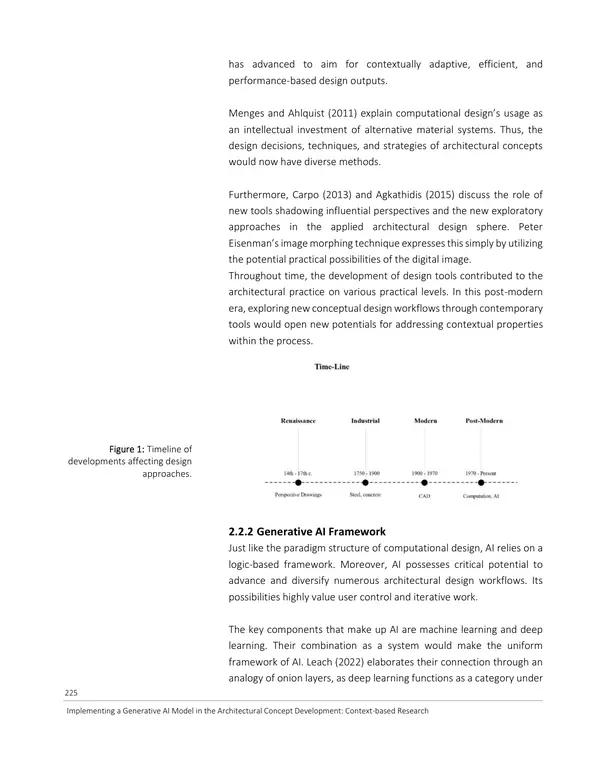 has advanced to aim for contextually adaptive, efficient, and
performance-based design outputs.
Menges and Ahlquist (2011) explain computational design’s usage as
an intellectual investment of alternative material systems. Thus, the
design decisions, techniques, and strategies of architectural concepts
would now have diverse methods.
Furthermore, Carpo (2013) and Agkathidis (2015) discuss the role of
new tools shadowing influential perspectives and the new exploratory
approaches in the applied architectural design sphere. Peter
Eisenman’s image morphing technique expresses this simply by utilizing
the potential practical possibilities of the digital image.
Throughout time, the development of design tools contributed to the
architectural practice on various practical levels. In this post-modern
era, exploring new conceptual design workflows through contemporary
tools would open new potentials for addressing contextual properties
within the process.
Time-Line
Renaissance Industrial Modern Post-Modern
14th - 17th c. 1750 - 1900 1900 - 1970 1970 - Present
Perspective Drawings Steel, concrete CAD Computation, AI
Figure 1: Timeline of
developments affecting design
approaches.
2.2.2 Generative AI Framework
Just like the paradigm structure of computational design, AI relies on a
logic-based framework. Moreover, AI possesses critical potential to
advance and diversify numerous architectural design workflows. Its
possibilities highly value user control and iterative work.
The key components that make up AI are machine learning and deep
learning. Their combination as a system would make the uniform
framework of AI. Leach (2022) elaborates their connection through an
analogy of onion layers, as deep learning functions as a category under
225
Implementing a Generative AI Model in the Architectural Concept Development: Context-based Research